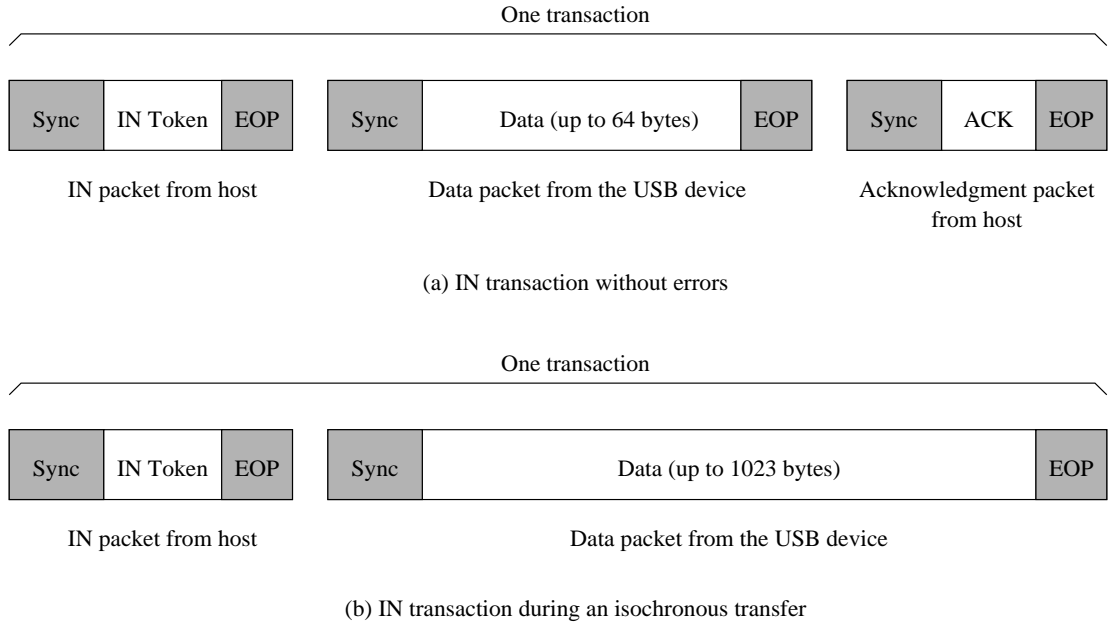 One transaction
Sync IN Token EOP Sync Data (up to 64 bytes) EOP Sync ACK EOP
IN packet from host Data packet from the USB device Acknowledgment packet
from host
(a) IN transaction without errors
One transaction
Sync IN Token EOP Sync Data (up to 1023 bytes) EOP
IN packet from host Data packet from the USB device
(b) IN transaction during an isochronous transfer